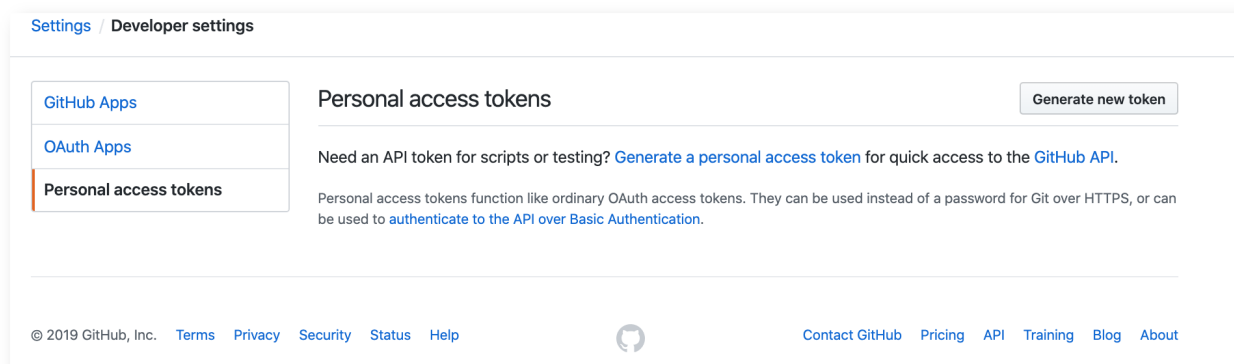 Settings / Developer settings
GitHub Apps
OAuth Apps
Personal access tokens
Personal access tokens
Generate new token
Need an API token for scripts or testing? Generate a personal access token for quick access to the GitHub API.
Personal access tokens function like ordinary OAuth access tokens. They can be used instead of a password for Git over HTTPS, or can
be used to authenticate to the API over Basic Authentication.
© 2019 GitHub, Inc. Terms Privacy Security Status Help
Contact GitHub Pricing API Training Blog About